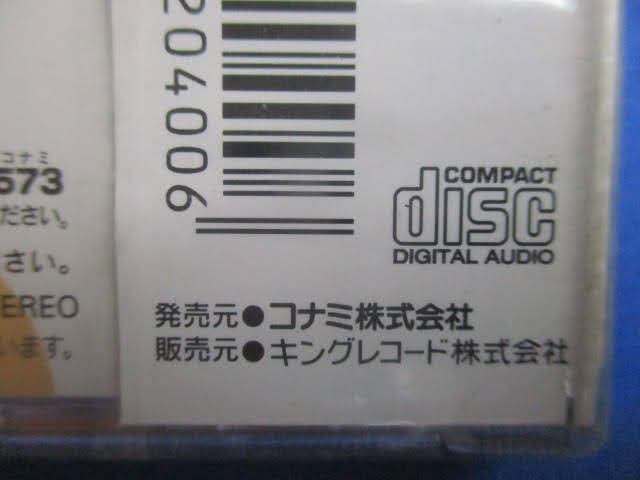 204006
コナミ
573
ださい。
さい。
EREO
います。
COMPACT
disc
DIGITAL AUDIO
発売元●コナミ株式会社
販売元●キングレコード株式会社